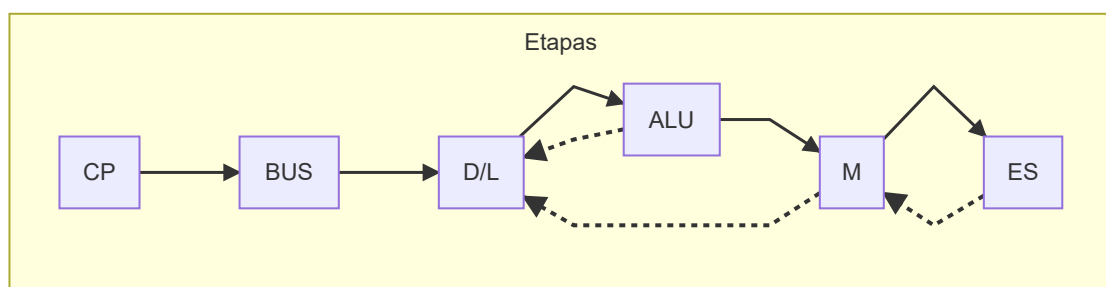 Etapas
CP
BUS
D/L
ALU
M
ES